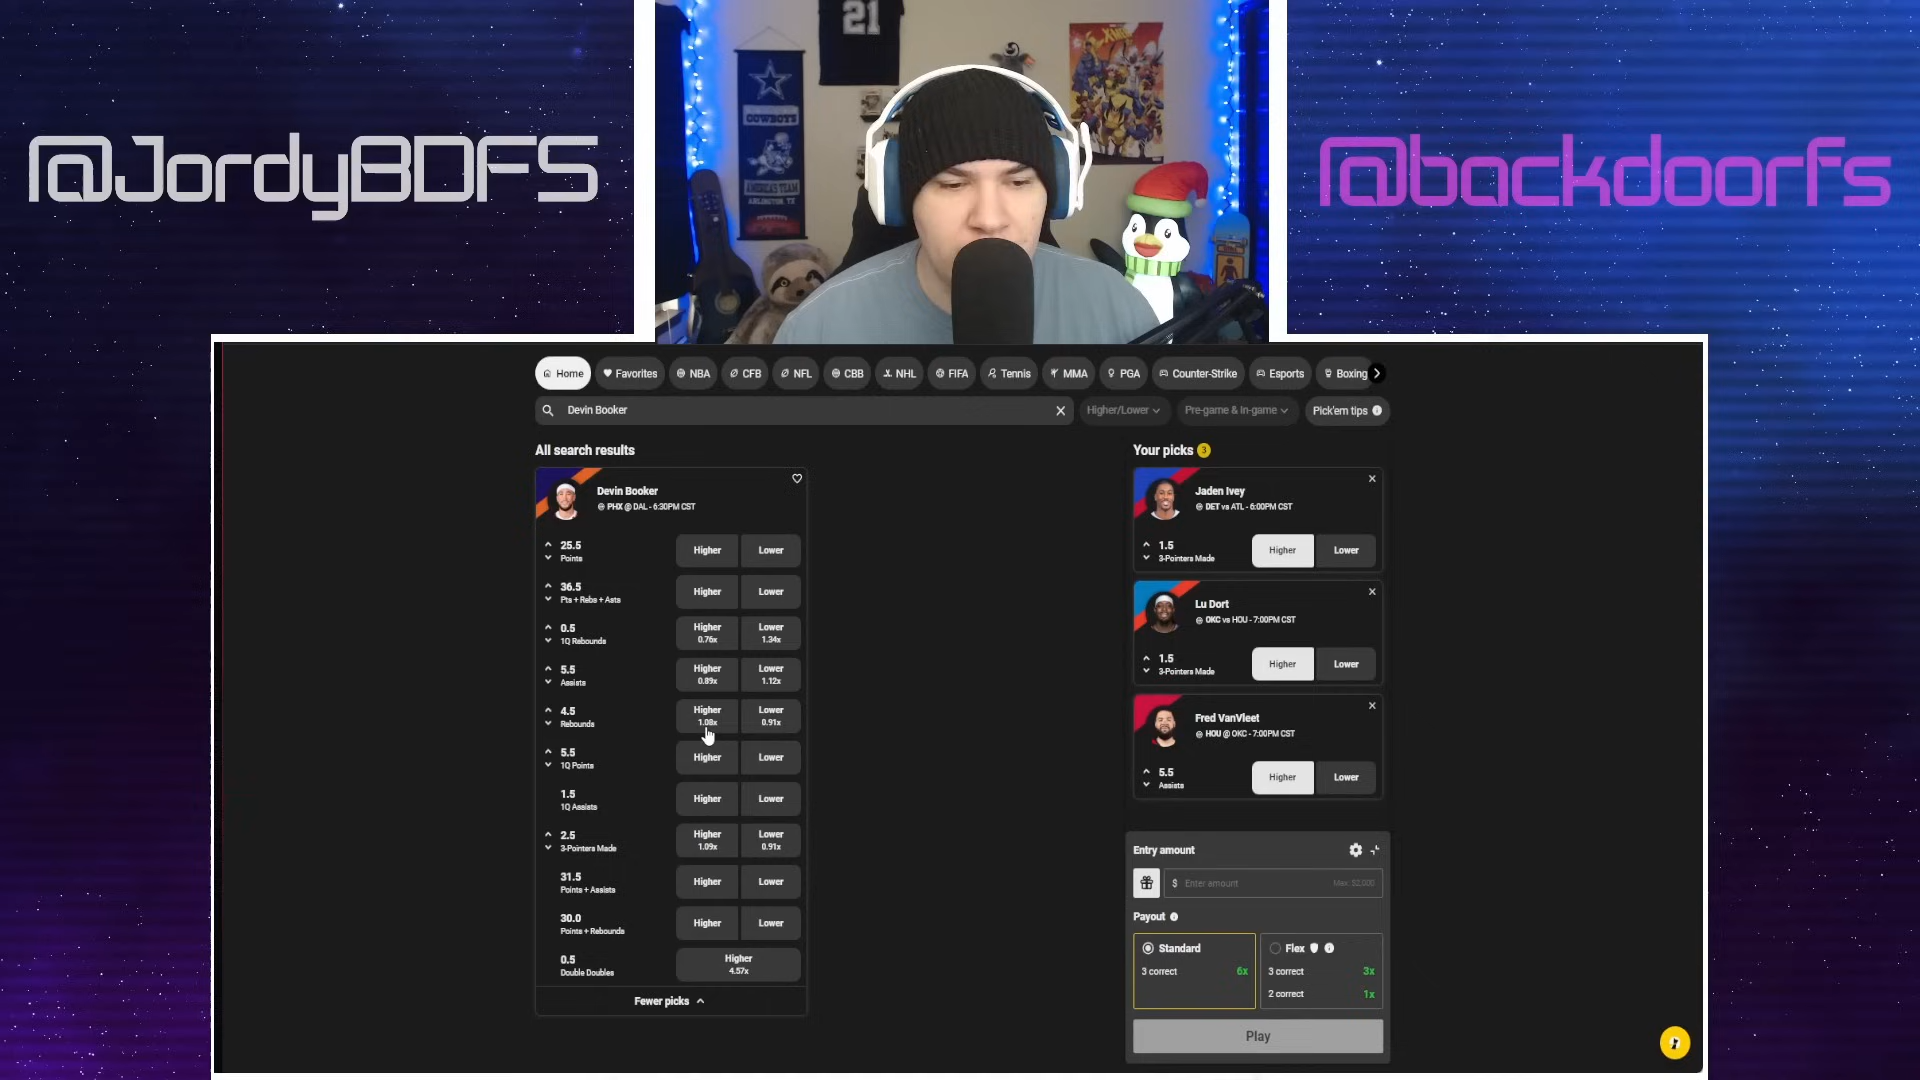 @JordyBDFS
21
COWBOYS
AMERICA'S TEAM
ARLINGTON, TX
X-MEN
@backdoorfs
Home
Favorites
NBA
CFB
NFL
CBB
NHL
FIFA
Tennis
MMA
PGA
Counter-Strike
Esports
Boxing
Devin Booker
Higher/Lower
Pre-game & In-game
Pick'em tips
All search results
Devin Booker
@ PHX @ DAL - 6:30PM CST
25.5
Points
Higher
Lower
36.5
Pts + Rebs + Asts
Higher
Lower
0.5
1Q Rebounds
Higher
0.76x
Lower
1.34x
5.5
Assists
Higher
0.89x
Lower
1.12x
4.5
Rebounds
Higher
1.08x
Lower
0.91x
5.5
1Q Points
Higher
Lower
1.5
1Q Assists
Higher
Lower
2.5
3-Pointers Made
Higher
1.09x
Lower
0.91x
31.5
Points + Assists
Higher
Lower
30.0
Points + Rebounds
Higher
Lower
0.5
Double Doubles
Higher
4.57x
Fewer picks
Your picks 3
Jaden Ivey
DET vs ATL - 6:00PM CST
1.5
3-Pointers Made
Higher
Lower
Lu Dort
OKC vs HOU - 7:00PM CST
1.5
3-Pointers Made
Higher
Lower
Fred VanVleet
HOU @ OKC - 7:00PM CST
5.5
Assists
Higher
Lower
Entry amount
$ Enter amount
Max: $2,000
Payout
Standard
3 correct 6x
Flex
3 correct 3x
2 correct 1x
Play